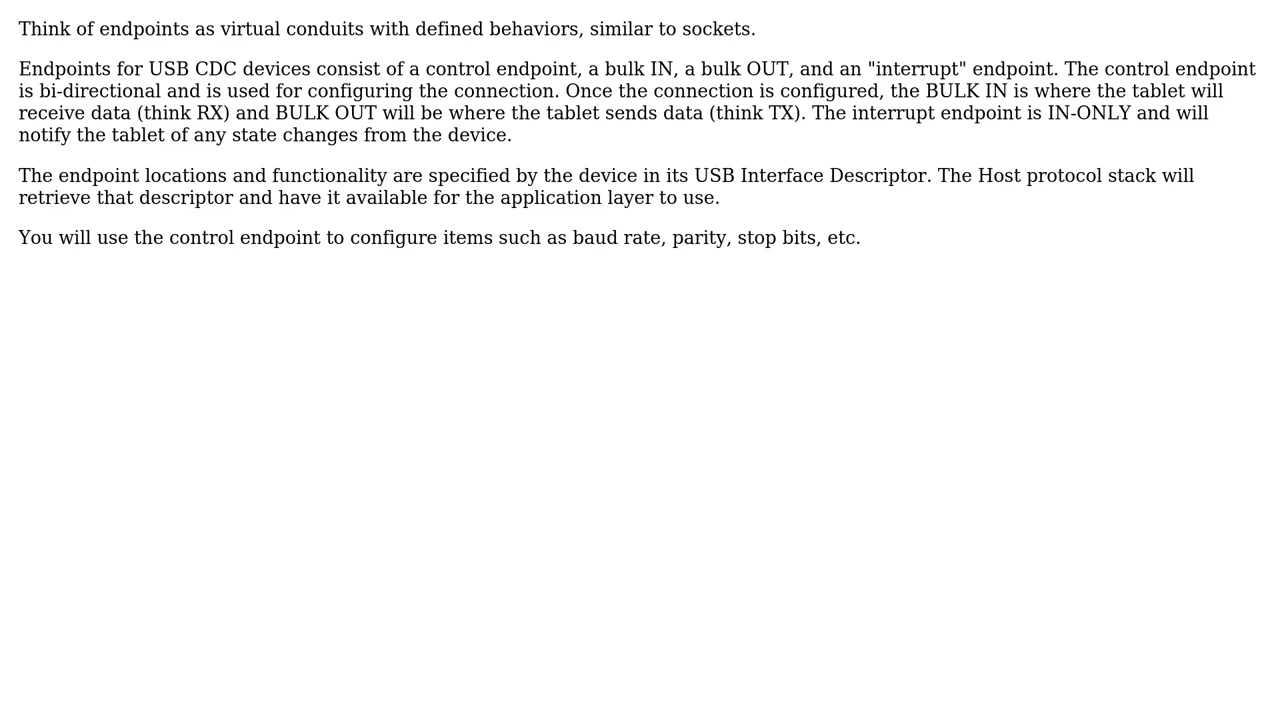 Think of endpoints as virtual conduits with defined behaviors, similar to sockets.
Endpoints for USB CDC devices consist of a control endpoint, a bulk IN, a bulk OUT, and an "interrupt" endpoint. The control endpoint
is bi-directional and is used for configuring the connection. Once the connection is configured, the BULK IN is where the tablet will
receive data (think RX) and BULK OUT will be where the tablet sends data (think TX). The interrupt endpoint is IN-ONLY and will
notify the tablet of any state changes from the device.
The endpoint locations and functionality are specified by the device in its USB Interface Descriptor. The Host protocol stack will
retrieve that descriptor and have it available for the application layer to use.
You will use the control endpoint to configure items such as baud rate, parity, stop bits, etc.